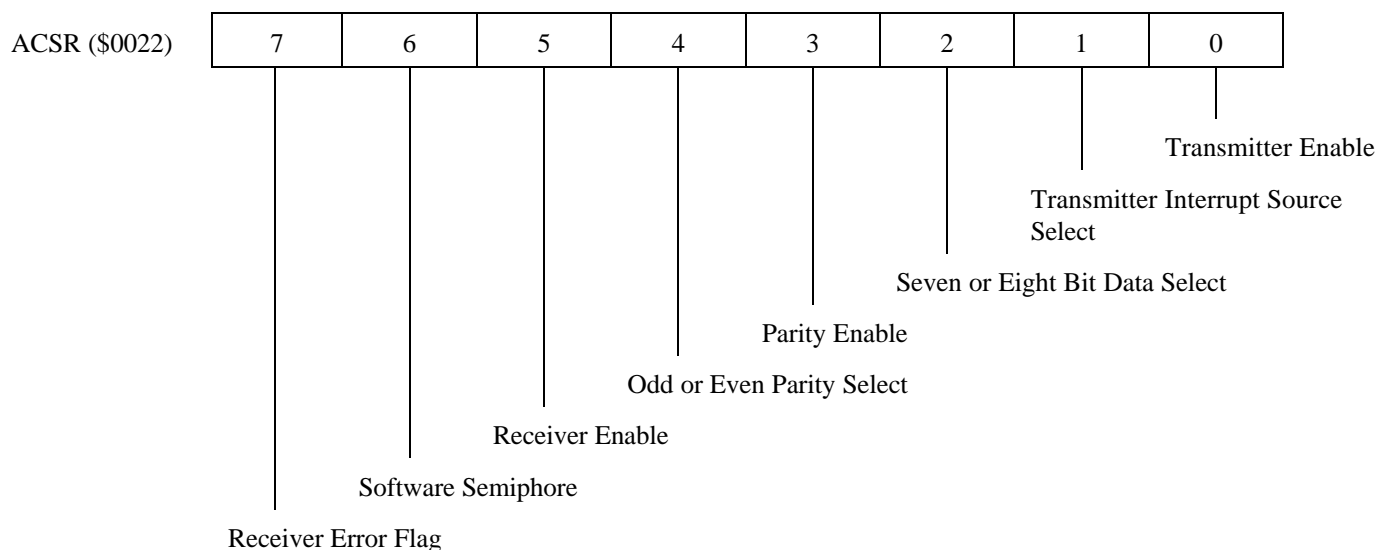 ACSR ($0022) 7 6 5 4 3 2 1 0
Transmitter Enable
Transmitter Interrupt Source
Select
Seven or Eight Bit Data Select
Parity Enable
Odd or Even Parity Select
Receiver Enable
Software Semiphore
Receiver Error Flag